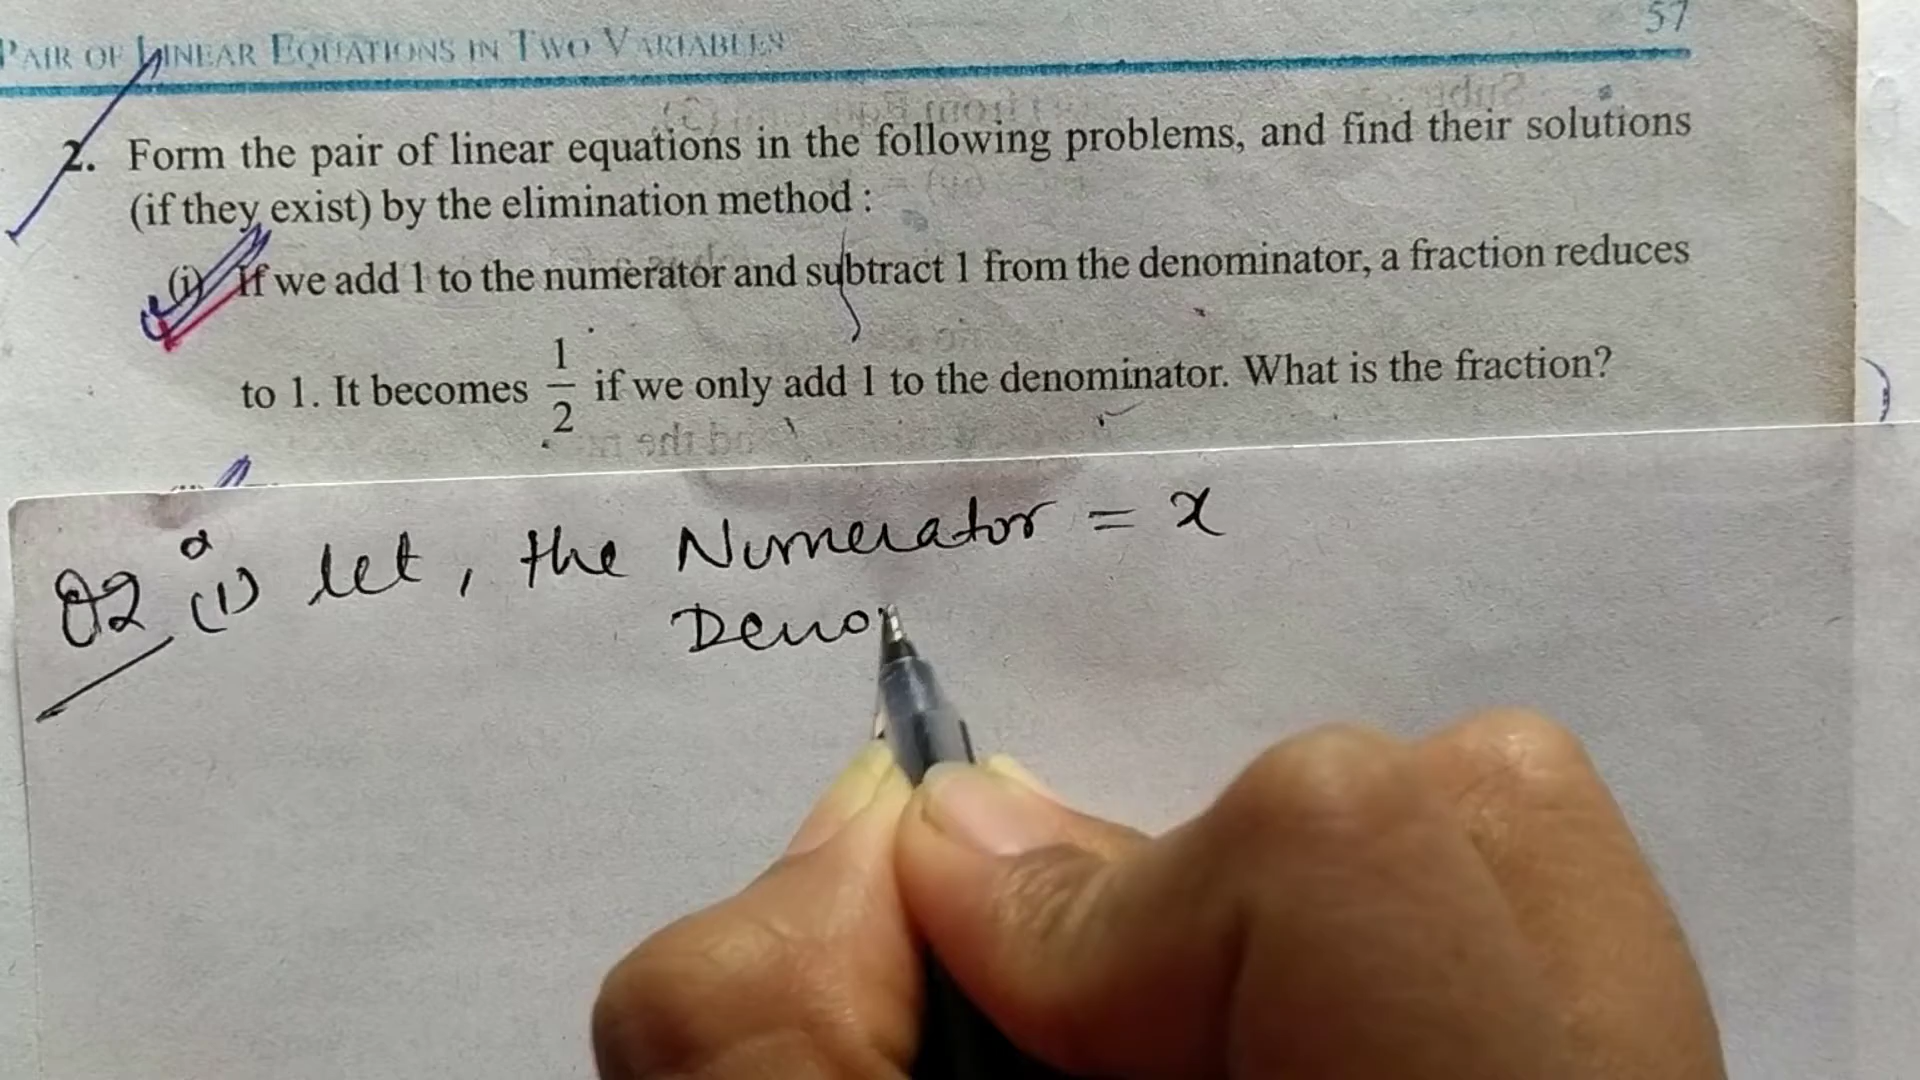 PAIR OF LINEAR EQUATIONS IN TWO VARIABLES 57
2. Form the pair of linear equations in the following problems, and find their solutions
(if they exist) by the elimination method :
(i) If we add 1 to the numerator and subtract 1 from the denominator, a fraction reduces
to 1. It becomes 1/2 if we only add 1 to the denominator. What is the fraction?
Q2 (i) let, the Numerator = x
Deno